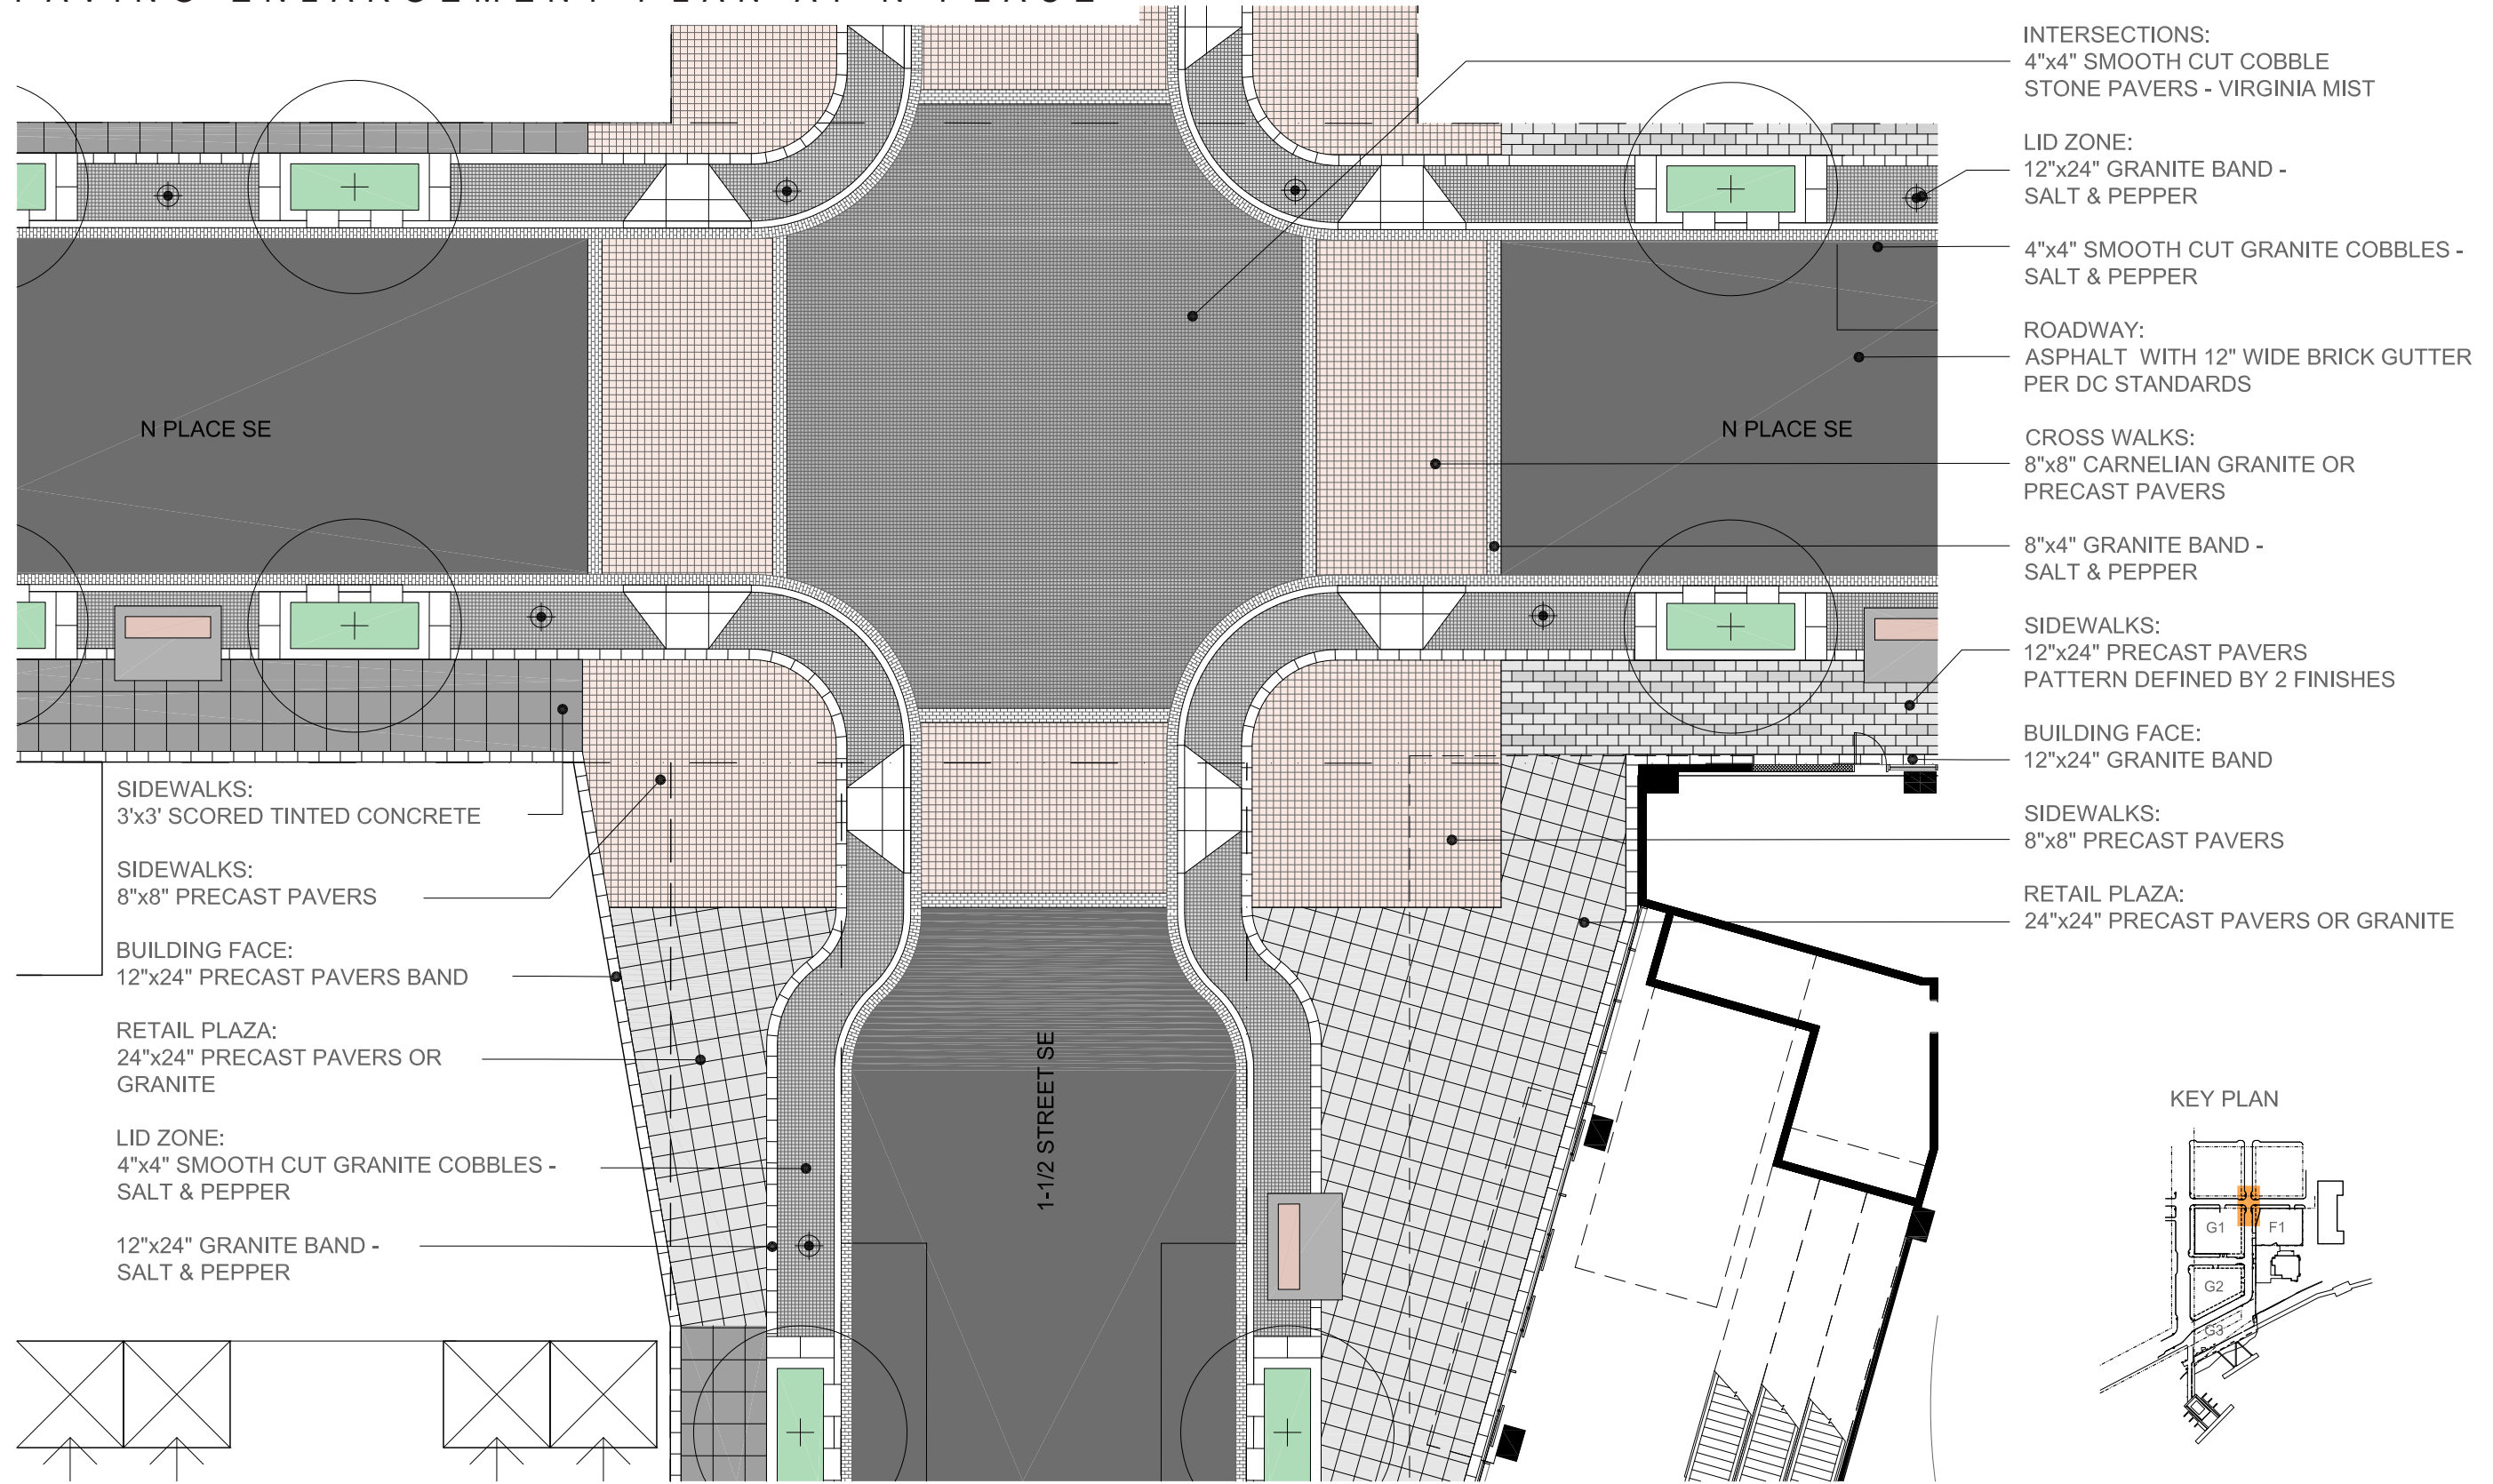 PAVING ENLARGEMENT PLAN AT N PLACE
INTERSECTIONS:
4"x4" SMOOTH CUT COBBLE
STONE PAVERS - VIRGINIA MIST
LID ZONE:
12"x24" GRANITE BAND -
SALT & PEPPER
4"x4" SMOOTH CUT GRANITE COBBLES -
SALT & PEPPER
ROADWAY:
ASPHALT WITH 12" WIDE BRICK GUTTER
PER DC STANDARDS
CROSS WALKS:
8"x8" CARNELIAN GRANITE OR
PRECAST PAVERS
8"x4" GRANITE BAND -
SALT & PEPPER
SIDEWALKS:
12"x24" PRECAST PAVERS
PATTERN DEFINED BY 2 FINISHES
BUILDING FACE:
12"x24" GRANITE BAND
SIDEWALKS:
8"x8" PRECAST PAVERS
RETAIL PLAZA:
24"x24" PRECAST PAVERS OR GRANITE
N PLACE SE
N PLACE SE
SIDEWALKS:
3'x3' SCORED TINTED CONCRETE
SIDEWALKS:
8"x8" PRECAST PAVERS
BUILDING FACE:
12"x24" PRECAST PAVERS BAND
RETAIL PLAZA:
24"x24" PRECAST PAVERS OR
GRANITE
LID ZONE:
4"x4" SMOOTH CUT GRANITE COBBLES -
SALT & PEPPER
12"x24" GRANITE BAND -
SALT & PEPPER
1-1/2 STREET SE
KEY PLAN
G1
F1
G2
G3